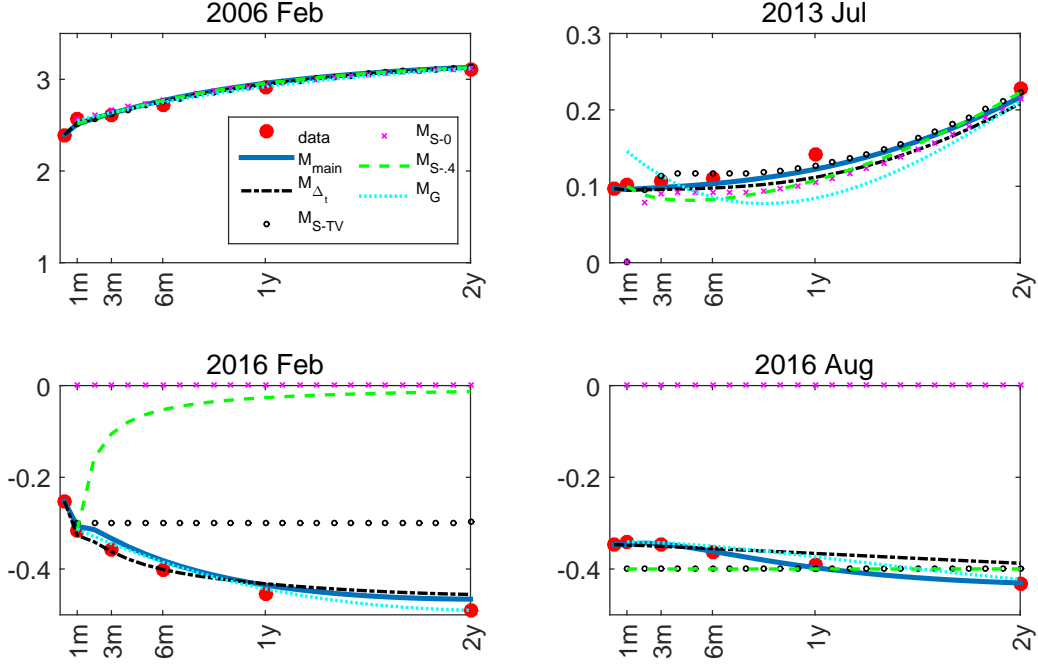 2006 Feb
3
2
1
1m
3m
6m
1y
2y
data
M_main
M_Δ_t
M_S-TV
M_S-0
M_S-.4
M_G
2013 Jul
0.3
0.2
0.1
0
1m
3m
6m
1y
2y
2016 Feb
0
-0.2
-0.4
1m
3m
6m
1y
2y
2016 Aug
0
-0.2
-0.4
1m
3m
6m
1y
2y